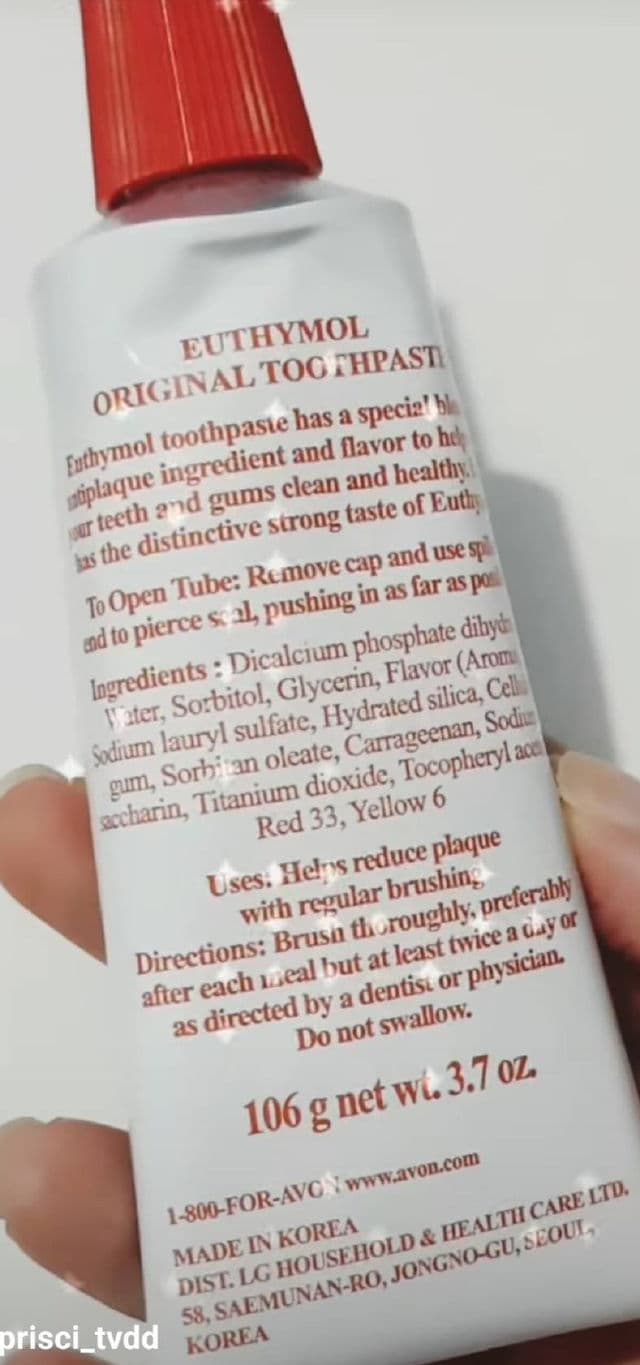 EUTHYMOL
ORIGINAL TOOTHPAST
Euthymol toothpaste has a special
ingredient and flavor to
teeth and gums clean and healthy.
has the distinctive strong taste of
To Open Tube: Remove cap and use
end to pierce seal, pushing in as far as
Ingredients : Dicalcium phosphate
Water, Sorbitol, Glycerin, Flavor
Sodium lauryl sulfate, Hydrated silica,
gum, Sorbitan oleate, Carrageenan,
saccharin, Titanium dioxide, Tocopheryl
Red 33, Yellow 6
Uses: Helps reduce plaque
with regular brushing
Directions: Brush thoroughly, preferably
after each meal but at least twice a day or
as directed by a dentist or physician.
Do not swallow.
106 g net wt. 3.7 oz.
1-800-FOR-AVON www.avon.com
MADE IN KOREA
DIST. LG HOUSEHOLD & HEALTH CARE LTD.
58, SAEMUNAN-RO, JONGNO-GU, SEOUL,
KOREA
prisci_tvdd